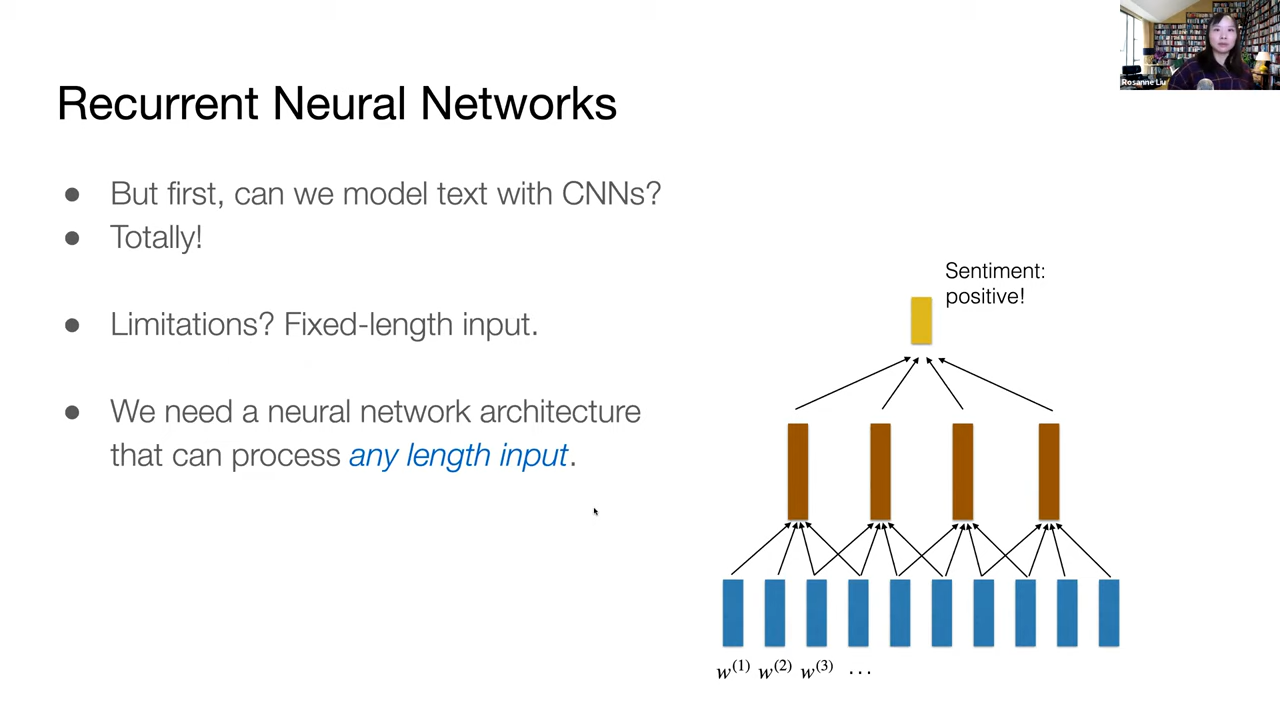 Rosanne Liu
Recurrent Neural Networks
● But first, can we model text with CNNs?
● Totally!
● Limitations? Fixed-length input.
● We need a neural network architecture
that can process any length input.
Sentiment:
positive!
w⁽¹⁾ w⁽²⁾ w⁽³⁾ ...